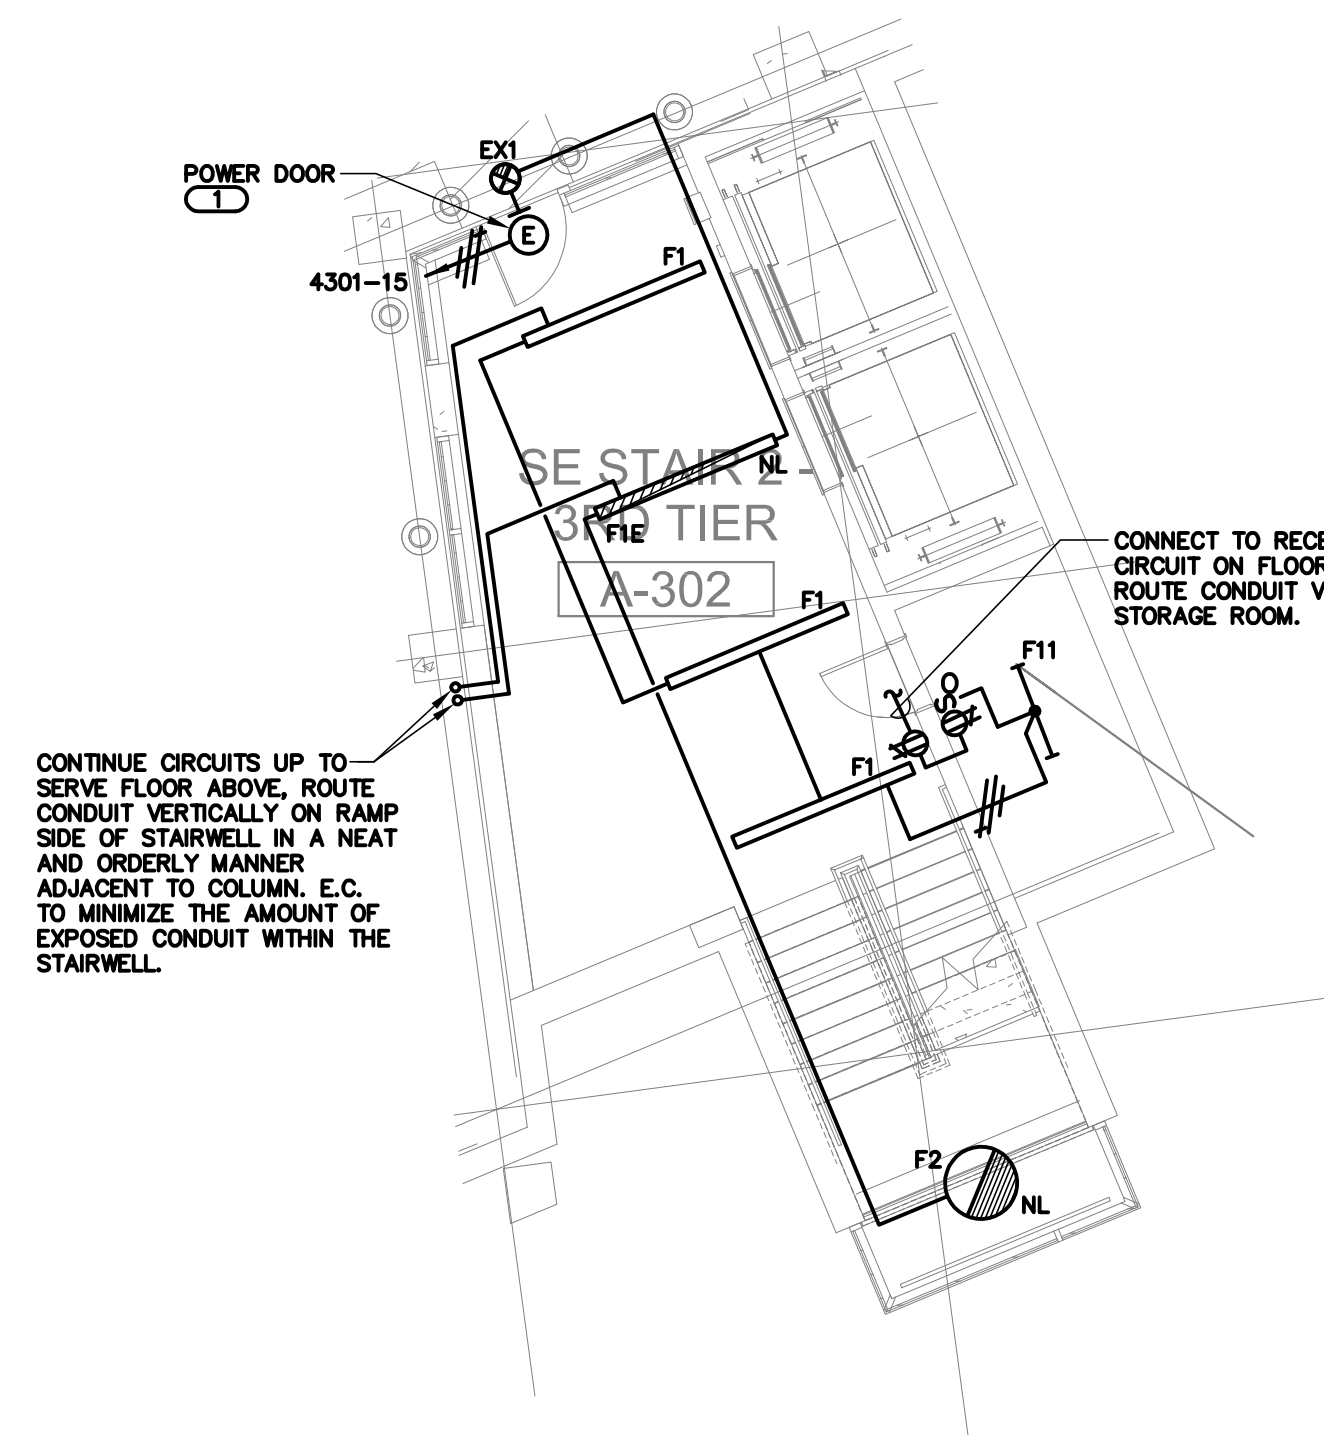 EX1
POWER DOOR
1
E
4301-15
F1
SE STAIR 2 -
3RD TIER
A-302
NL
F1E
F1
CONNECT TO
CIRCUIT ON FLOOR
ROUTE CONDUIT
STORAGE ROOM.
F11
OS
F1
CONTINUE CIRCUITS UP TO
SERVE FLOOR ABOVE, ROUTE
CONDUIT VERTICALLY ON RAMP
SIDE OF STAIRWELL IN A NEAT
AND ORDERLY MANNER
ADJACENT TO COLUMN. E.C.
TO MINIMIZE THE AMOUNT OF
EXPOSED CONDUIT WITHIN THE
STAIRWELL.
F2
NL